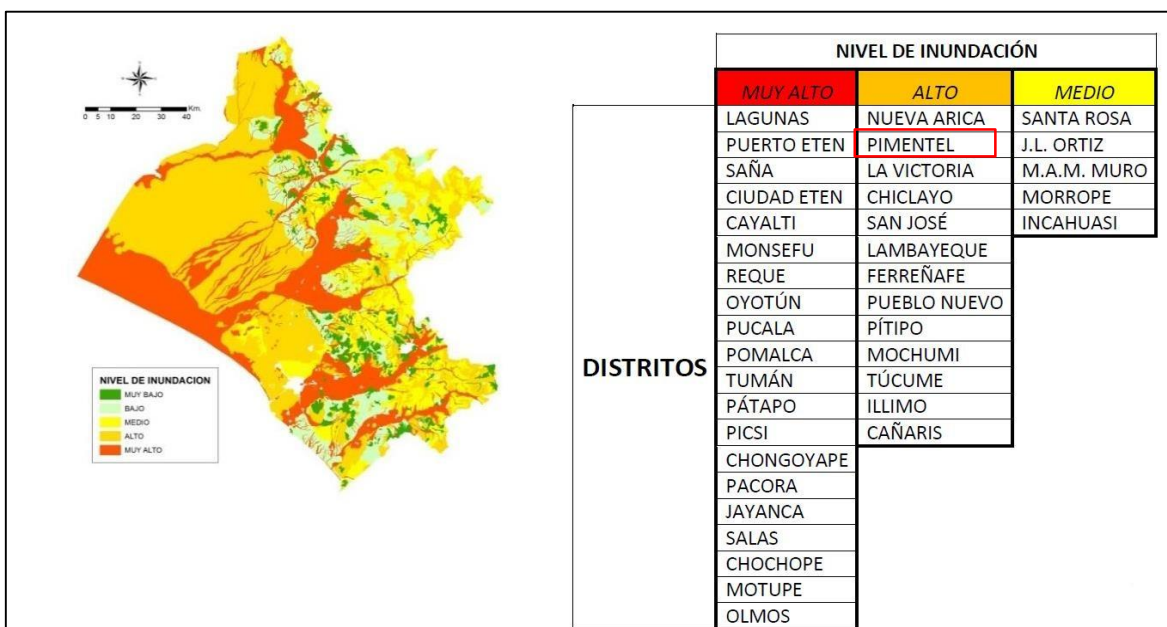 Km.
0 5 10 20 30 40
NIVEL DE INUNDACION
MUY BAJO
BAJO
MEDIO
ALTO
MUY ALTO
NIVEL DE INUNDACIÓN
MUY ALTO ALTO MEDIO
DISTRITOS
LAGUNAS NUEVA ARICA SANTA ROSA
PUERTO ETEN PIMENTEL J.L. ORTIZ
SAÑA LA VICTORIA M.A.M. MURO
CIUDAD ETEN CHICLAYO MORROPE
CAYALTI SAN JOSÉ INCAHUASI
MONSEFU LAMBAYEQUE
REQUE FERREÑAFE
OYOTÚN PUEBLO NUEVO
PUCALA PÍTIPO
POMALCA MOCHUMI
TUMÁN TÚCUME
PÁTAPO ILLIMO
PICSI CAÑARIS
CHONGOYAPE
PACORA
JAYANCA
SALAS
CHOCHOPE
MOTUPE
OLMOS